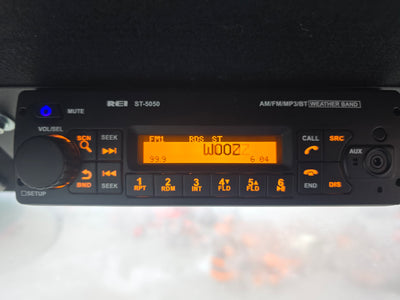 REI ST-5050 AM/FM/MP3/BT WEATHER BAND
MUTE
VOL/SEL SCN SEEK
FM1 RDS ST
WOOZ
99.9 6 04
CALL SRC
AUX
BND SEEK
1 2 3 4 5 6
RPT RDM INT FLD FLD
END DIS
SETUP